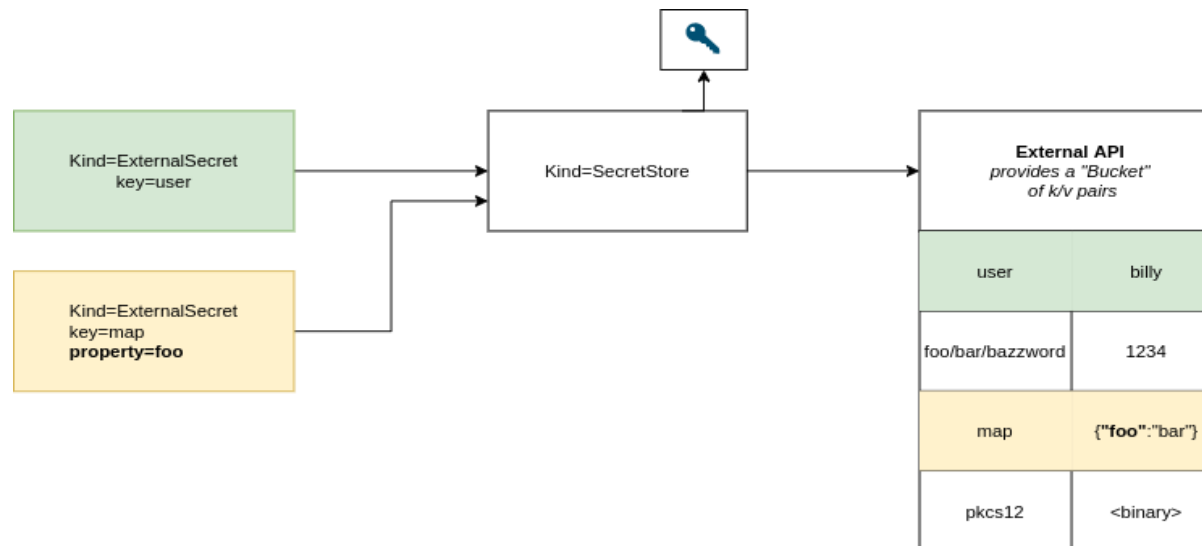 Kind=ExternalSecret
key=user
Kind=SecretStore
External API
provides a "Bucket"
of k/v pairs
user
billy
Kind=ExternalSecret
key=map
property=foo
foo/bar/bazzword
1234
map
{"foo":"bar"}
pkcs12
<binary>